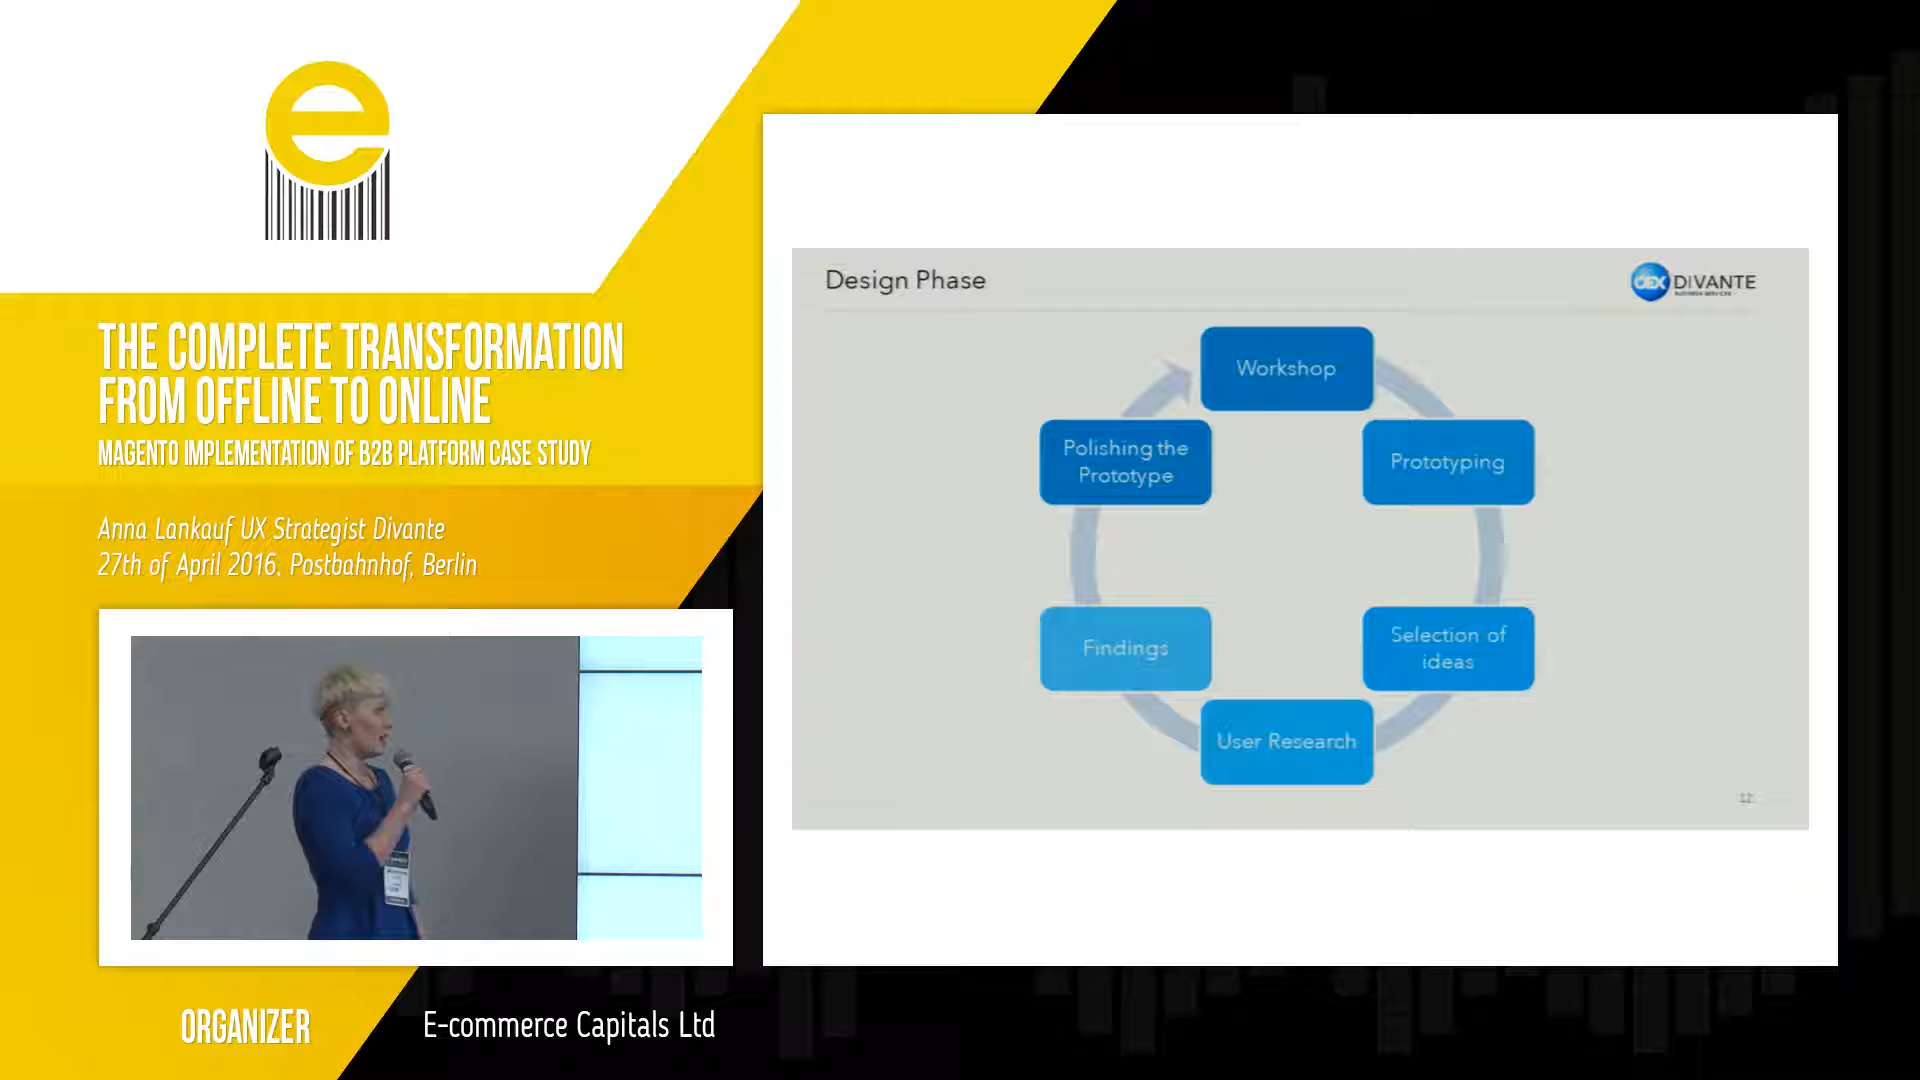 e
THE COMPLETE TRANSFORMATION
FROM OFFLINE TO ONLINE
MAGENTO IMPLEMENTATION OF B2B PLATFORM CASE STUDY
Anna Lankauf UX Strategist Divante
27th of April 2016, Postbahnhof, Berlin
ORGANIZER
E-commerce Capitals Ltd
Design Phase
OEX DIVANTE
Workshop
Prototyping
Selection of
ideas
User Research
Findings
Polishing the
Prototype
12